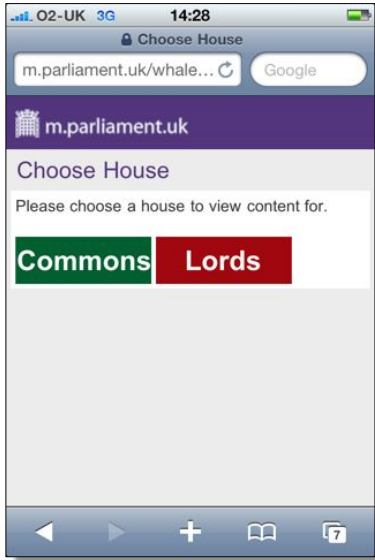 O2-UK 3G 14:28
Choose House
m.parliament.uk/whale... Google
m.parliament.uk
Choose House
Please choose a house to view content for.
Commons Lords
7